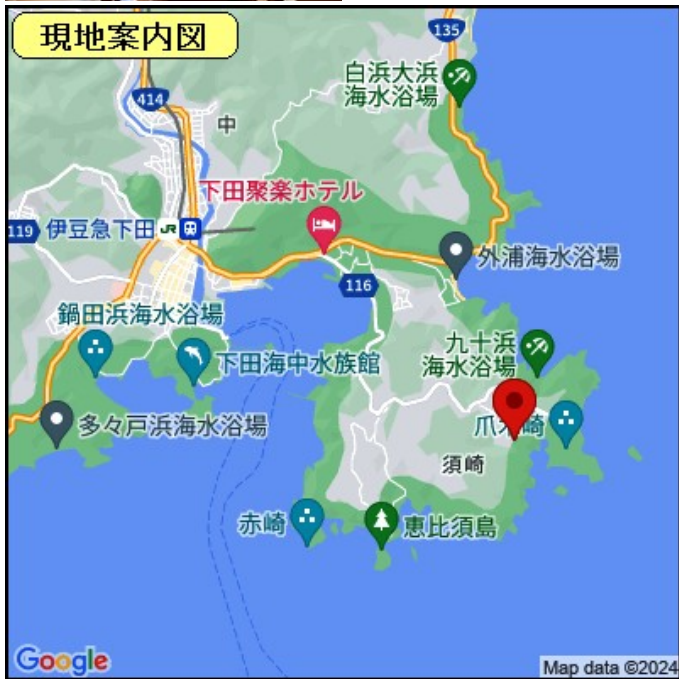 現地案内図
135
白浜大浜
海水浴場
414
中
下田聚楽ホテル
119
伊豆急下田
JR
外浦海水浴場
116
鍋田浜海水浴場
九十浜
海水浴場
下田海中水族館
爪木崎
多々戸浜海水浴場
須崎
赤崎
恵比須島
Google
Map data ©2024